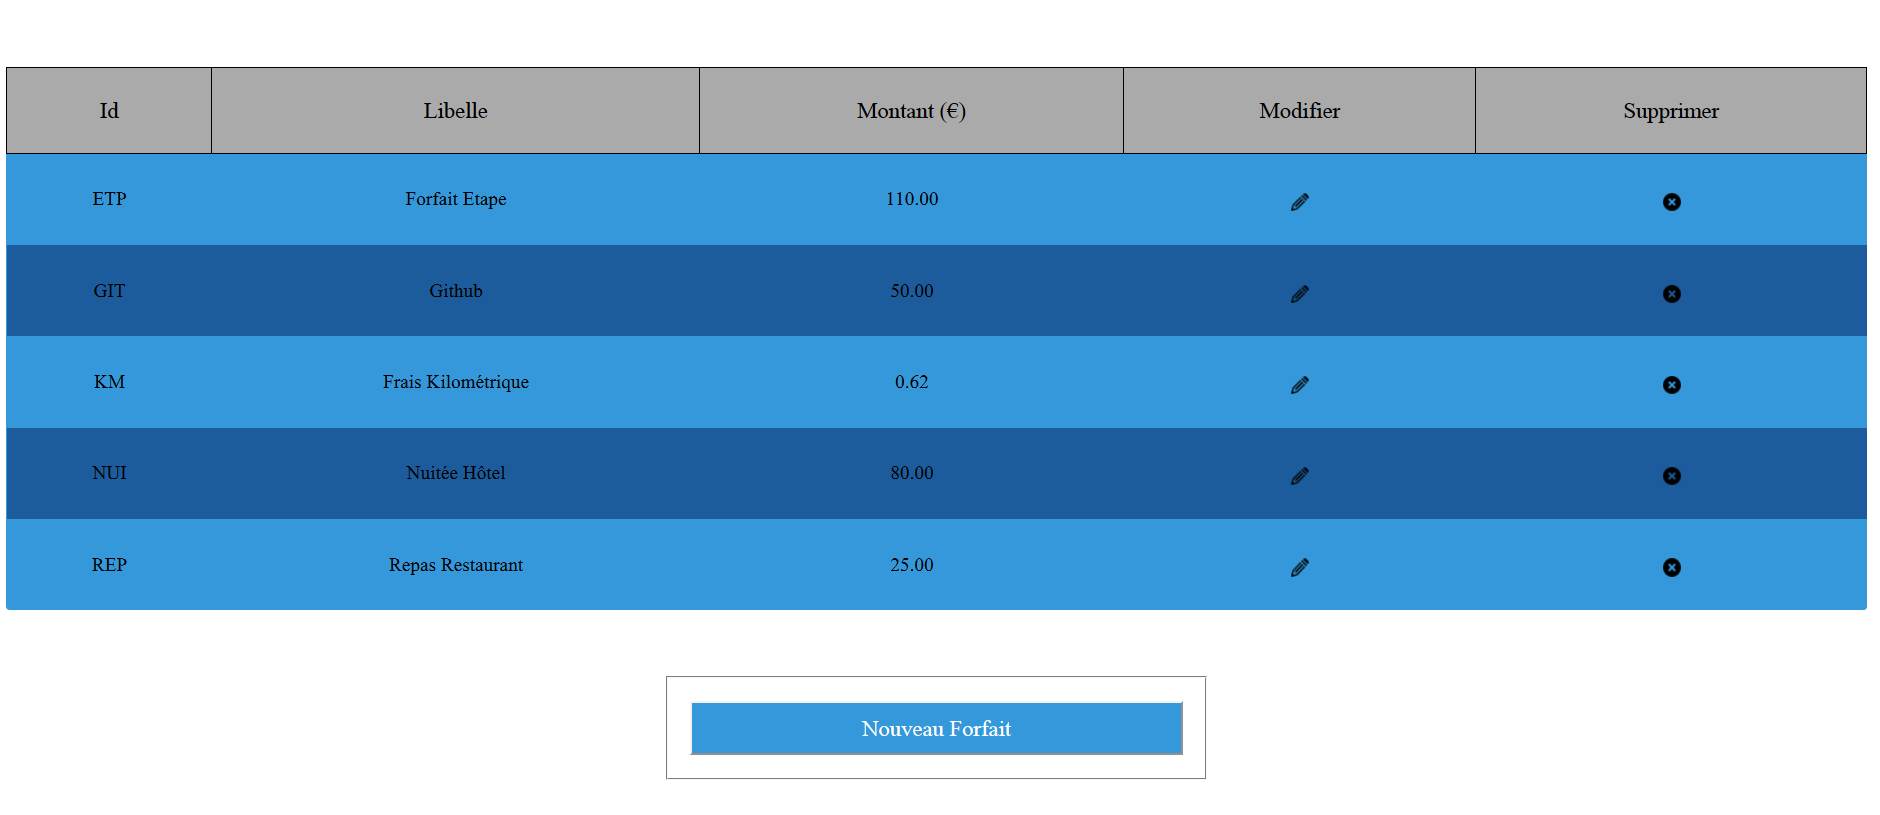 Id Libelle Montant (€) Modifier Supprimer
ETP Forfait Etape 110.00
GIT Github 50.00
KM Frais Kilométrique 0.62
NUI Nuitée Hôtel 80.00
REP Repas Restaurant 25.00
Nouveau Forfait